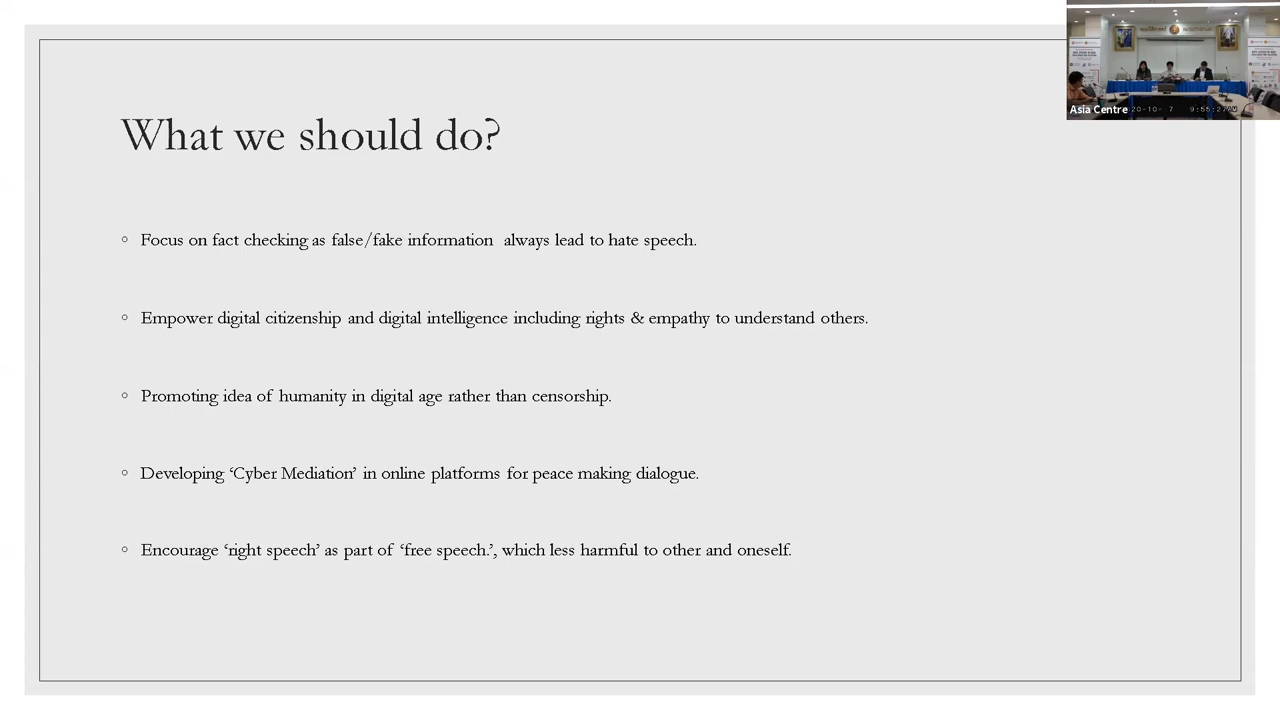 What we should do?
Focus on fact checking as false/fake information always lead to hate speech.
Empower digital citizenship and digital intelligence including rights & empathy to understand others.
Promoting idea of humanity in digital age rather than censorship.
Developing ‘Cyber Mediation’ in online platforms for peace making dialogue.
Encourage ‘right speech’ as part of ‘free speech.’, which less harmful to other and oneself.
Asia Centre